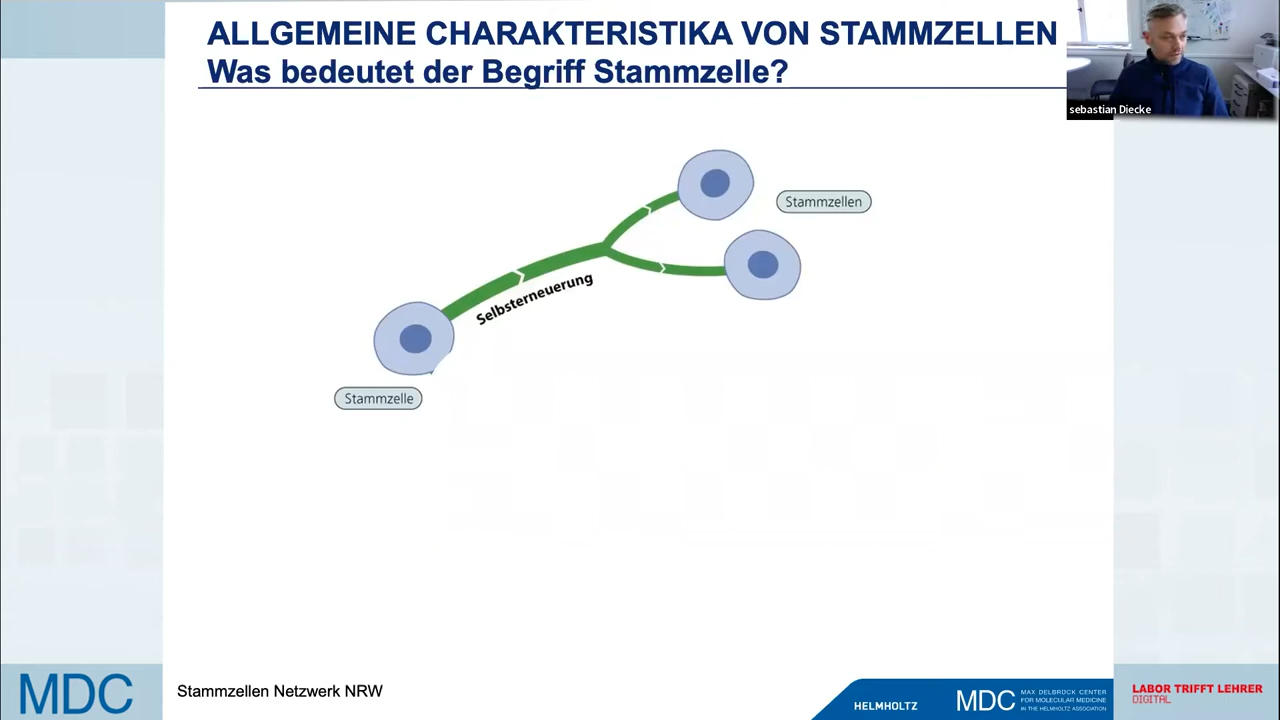 ALLGEMEINE CHARAKTERISTIKA VON STAMMZELLEN
Was bedeutet der Begriff Stammzelle?
sebastian Diecke
Stammzellen
Selbsterneuerung
Stammzelle
MDC
Stammzellen Netzwerk NRW
HELMHOLTZ
MDC
MAX DELBRÜCK CENTER
FOR MOLECULAR MEDICINE
IN THE HELMHOLTZ ASSOCIATION
LABOR TRIFFT LEHRER
DIGITAL